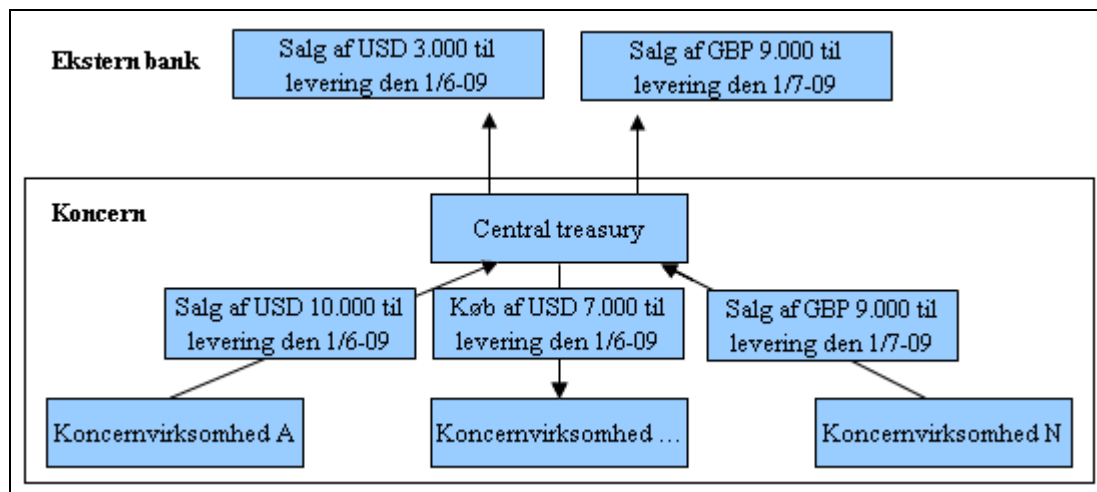 Ekstern bank
Salg af USD 3.000 til
levering den 1/6-09
Salg af GBP 9.000 til
levering den 1/7-09
Koncern
Central treasury
Salg af USD 10.000 til
levering den 1/6-09
Køb af USD 7.000 til
levering den 1/6-09
Salg af GBP 9.000 til
levering den 1/7-09
Koncernvirksomhed A
Koncernvirksomhed ...
Koncernvirksomhed N